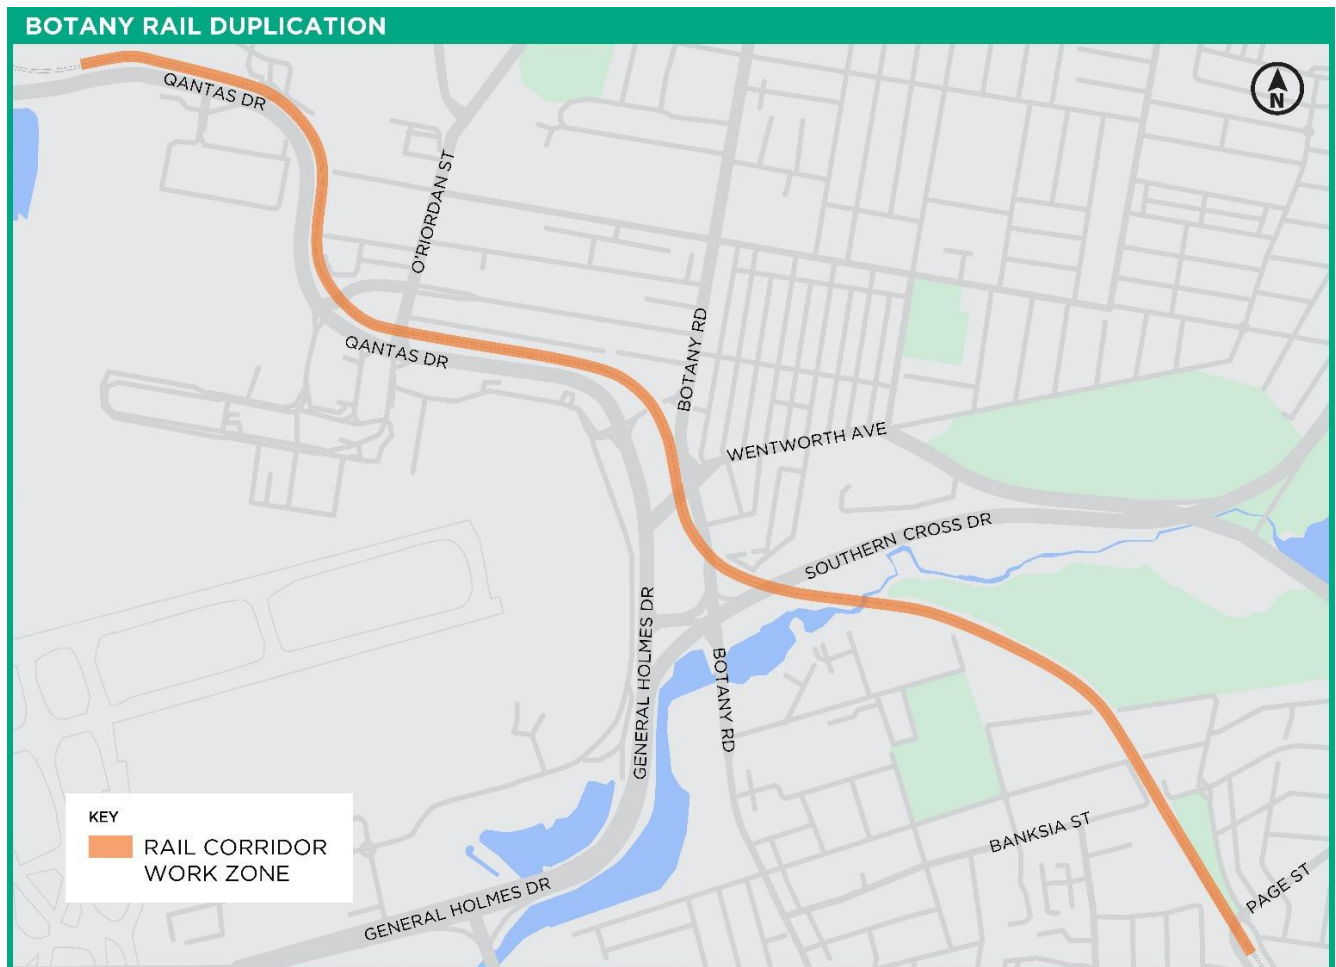 BOTANY RAIL DUPLICATION
N
QANTAS DR
O'RIORDAN ST
QANTAS DR
BOTANY RD
WENTWORTH AVE
SOUTHERN CROSS DR
GENERAL HOLMES DR
BOTANY RD
KEY
RAIL CORRIDOR
WORK ZONE
BANKSIA ST
PAGE ST
GENERAL HOLMES DR